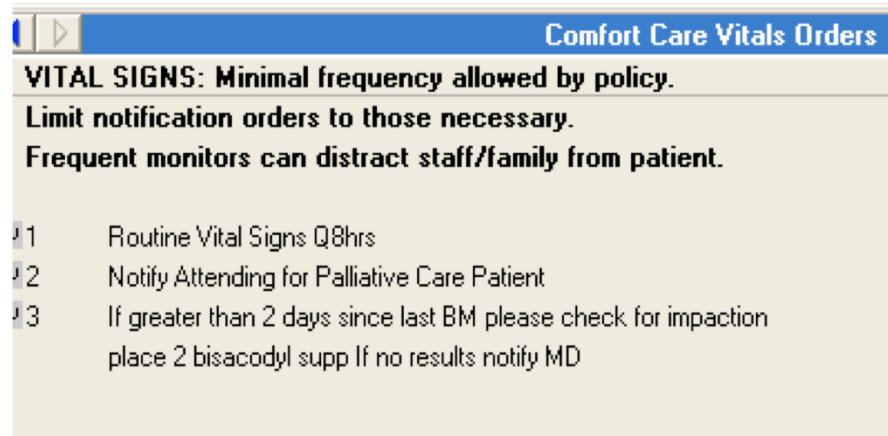 Comfort Care Vitals Orders
VITAL SIGNS: Minimal frequency allowed by policy.
Limit notification orders to those necessary.
Frequent monitors can distract staff/family from patient.
1 Routine Vital Signs Q8hrs
2 Notify Attending for Palliative Care Patient
3 If greater than 2 days since last BM please check for impaction
place 2 bisacodyl supp If no results notify MD